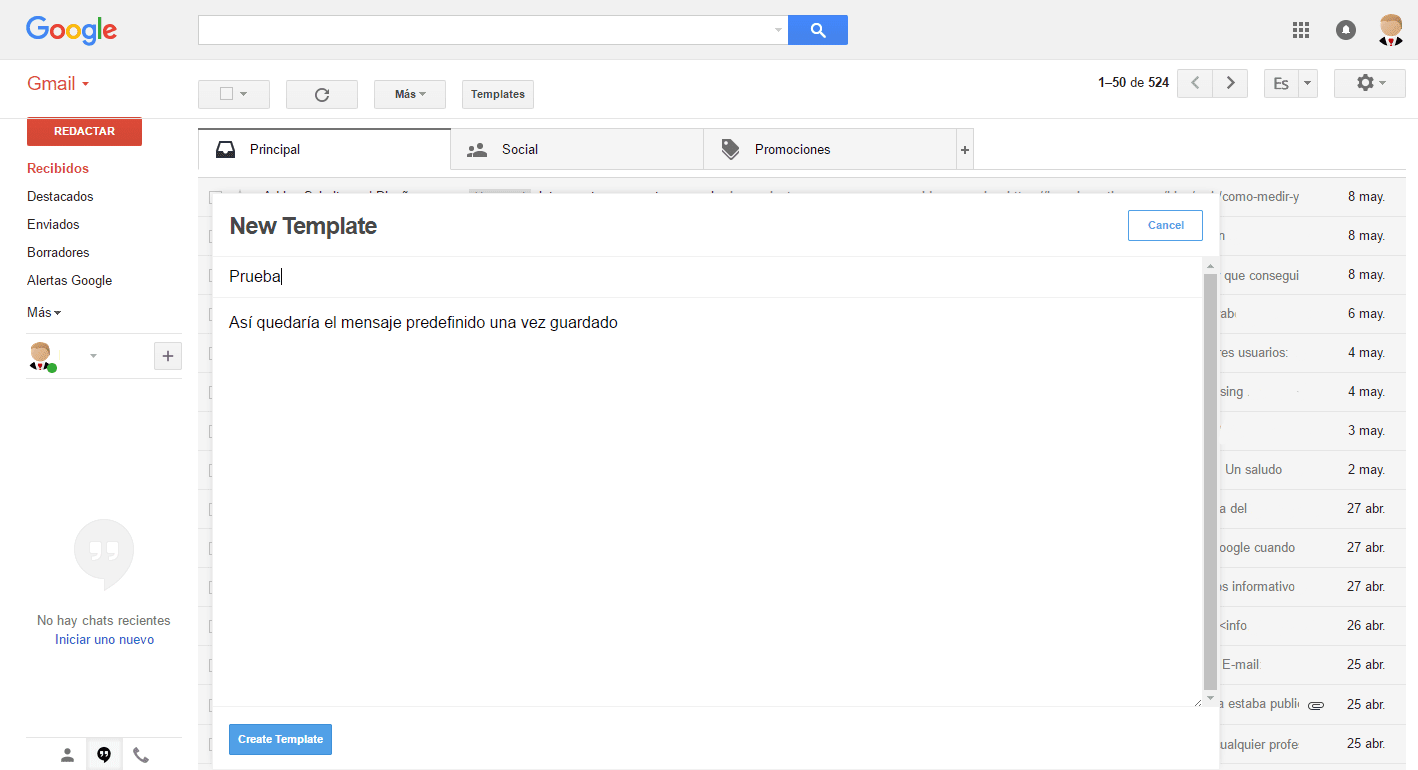 Google
Gmail
Más
Templates
1–50 de 524
Es
REDACTAR
Principal
Social
Promociones
+
Recibidos
Destacados
Enviados
Borradores
Alertas Google
Más
/como-medir-y
8 may.
8 may.
que consegui
8 may.
6 may.
res usuarios:
4 may.
sing
4 may.
3 may.
Un saludo
2 may.
a del
27 abr.
oogle cuando
27 abr.
os informativo
27 abr.
<info
26 abr.
E-mail:
25 abr.
a estaba public
25 abr.
ualquier profe
25 abr.
New Template
Cancel
Prueba
Así quedaría el mensaje predefinido una vez guardado
Create Template
No hay chats recientes
Iniciar uno nuevo